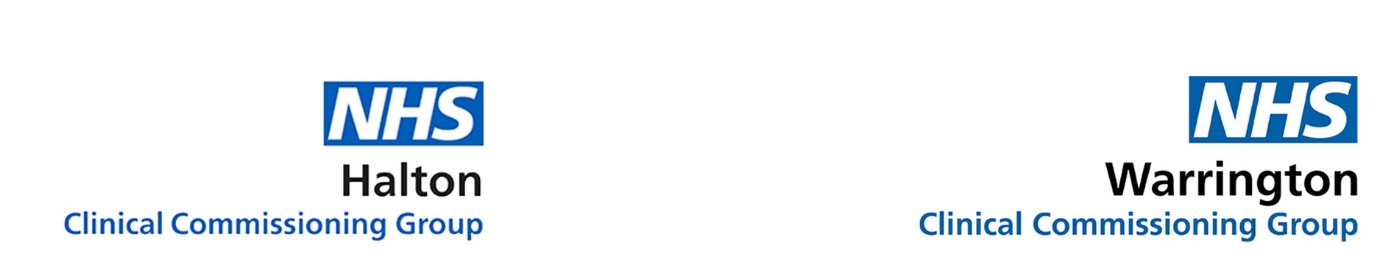 NHS
Halton
Clinical Commissioning Group
NHS
Warrington
Clinical Commissioning Group